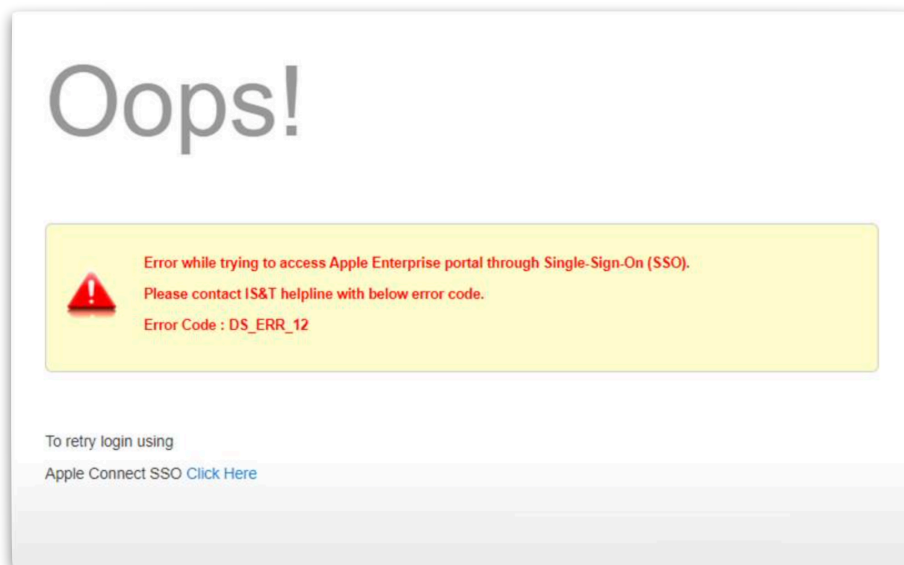 Oops!
Error while trying to access Apple Enterprise portal through Single-Sign-On (SSO).
Please contact IS&T helpline with below error code.
Error Code : DS_ERR_12
To retry login using
Apple Connect SSO Click Here